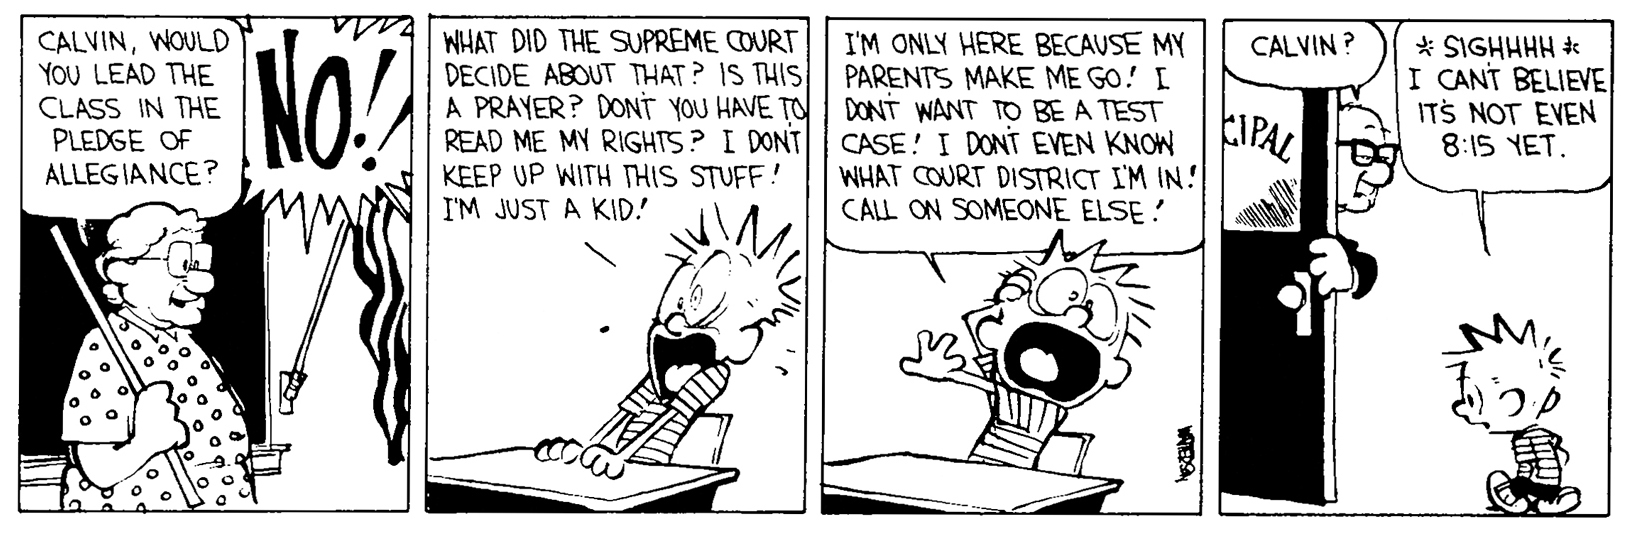 CALVIN, WOULD
YOU LEAD THE
CLASS IN THE
PLEDGE OF
ALLEGIANCE?
NO!
WHAT DID THE SUPREME COURT
DECIDE ABOUT THAT? IS THIS
A PRAYER? DON'T YOU HAVE TO
READ ME MY RIGHTS? I DON'T
KEEP UP WITH THIS STUFF!
I'M JUST A KID!
I'M ONLY HERE BECAUSE MY
PARENTS MAKE ME GO! I
DON'T WANT TO BE A TEST
CASE! I DON'T EVEN KNOW
WHAT COURT DISTRICT I'M IN!
CALL ON SOMEONE ELSE!
WATTERSON
CALVIN?
CIPAL
* SIGHHHH *
I CAN'T BELIEVE
IT'S NOT EVEN
8:15 YET.